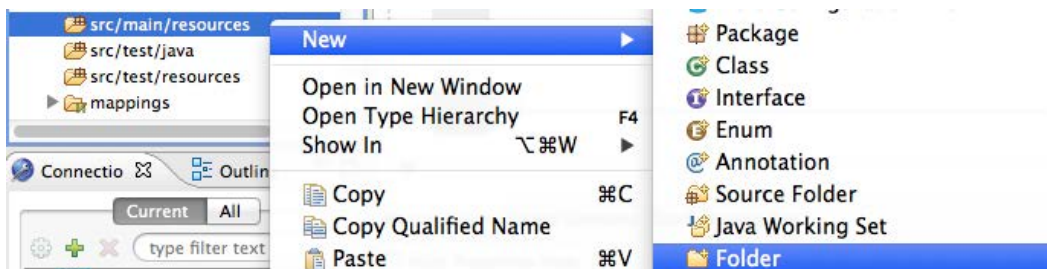 src/main/resources
src/test/java
src/test/resources
mappings
Connectio
Outlin
Current All
type filter text
New
Open in New Window
Open Type Hierarchy F4
Show In ⌥⌘W
Copy ⌘C
Copy Qualified Name
Paste ⌘V
Package
Class
Interface
Enum
Annotation
Source Folder
Java Working Set
Folder